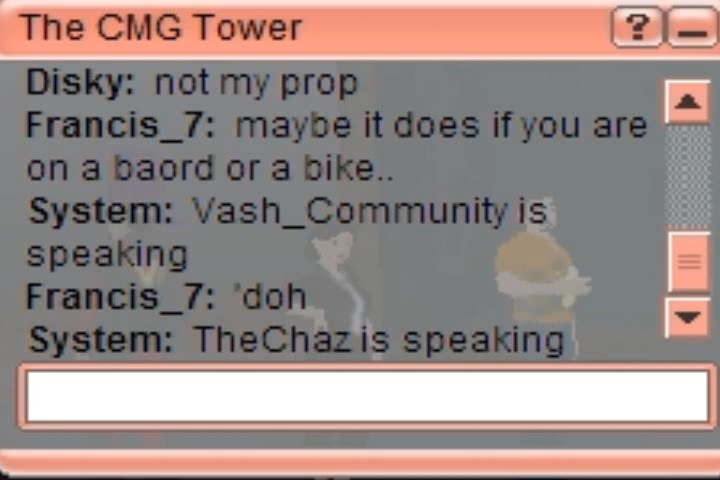 The CMG Tower
?
Disky: not my prop
Francis_7: maybe it does if you are
on a baord or a bike..
System: Vash_Community is
speaking
Francis_7: 'doh
System: TheChaz is speaking